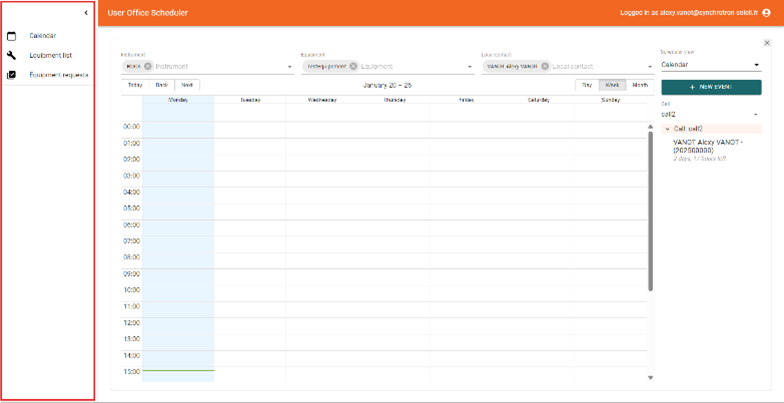 User Office Scheduler
Logged in as alexy.vanot@synchrotron-soleil.fr
Calendar
Equipment list
Equipment requests
Instrument
Instrument
Equipment
TestEquipement Equipment
Local contact
VANOT Alexy VANOT Local contact
Scheduler view
Calendar
Today Back Next
January 20 – 26
Day Week Month
+ NEW EVENT
Call
call2
Call: call2
VANOT Alexy VANOT -
(202500000)
2 days, 17 hours left
Monday Tuesday Wednesday Thursday Friday Saturday Sunday
00:00
01:00
02:00
03:00
04:00
05:00
06:00
07:00
08:00
09:00
10:00
11:00
12:00
13:00
14:00
15:00